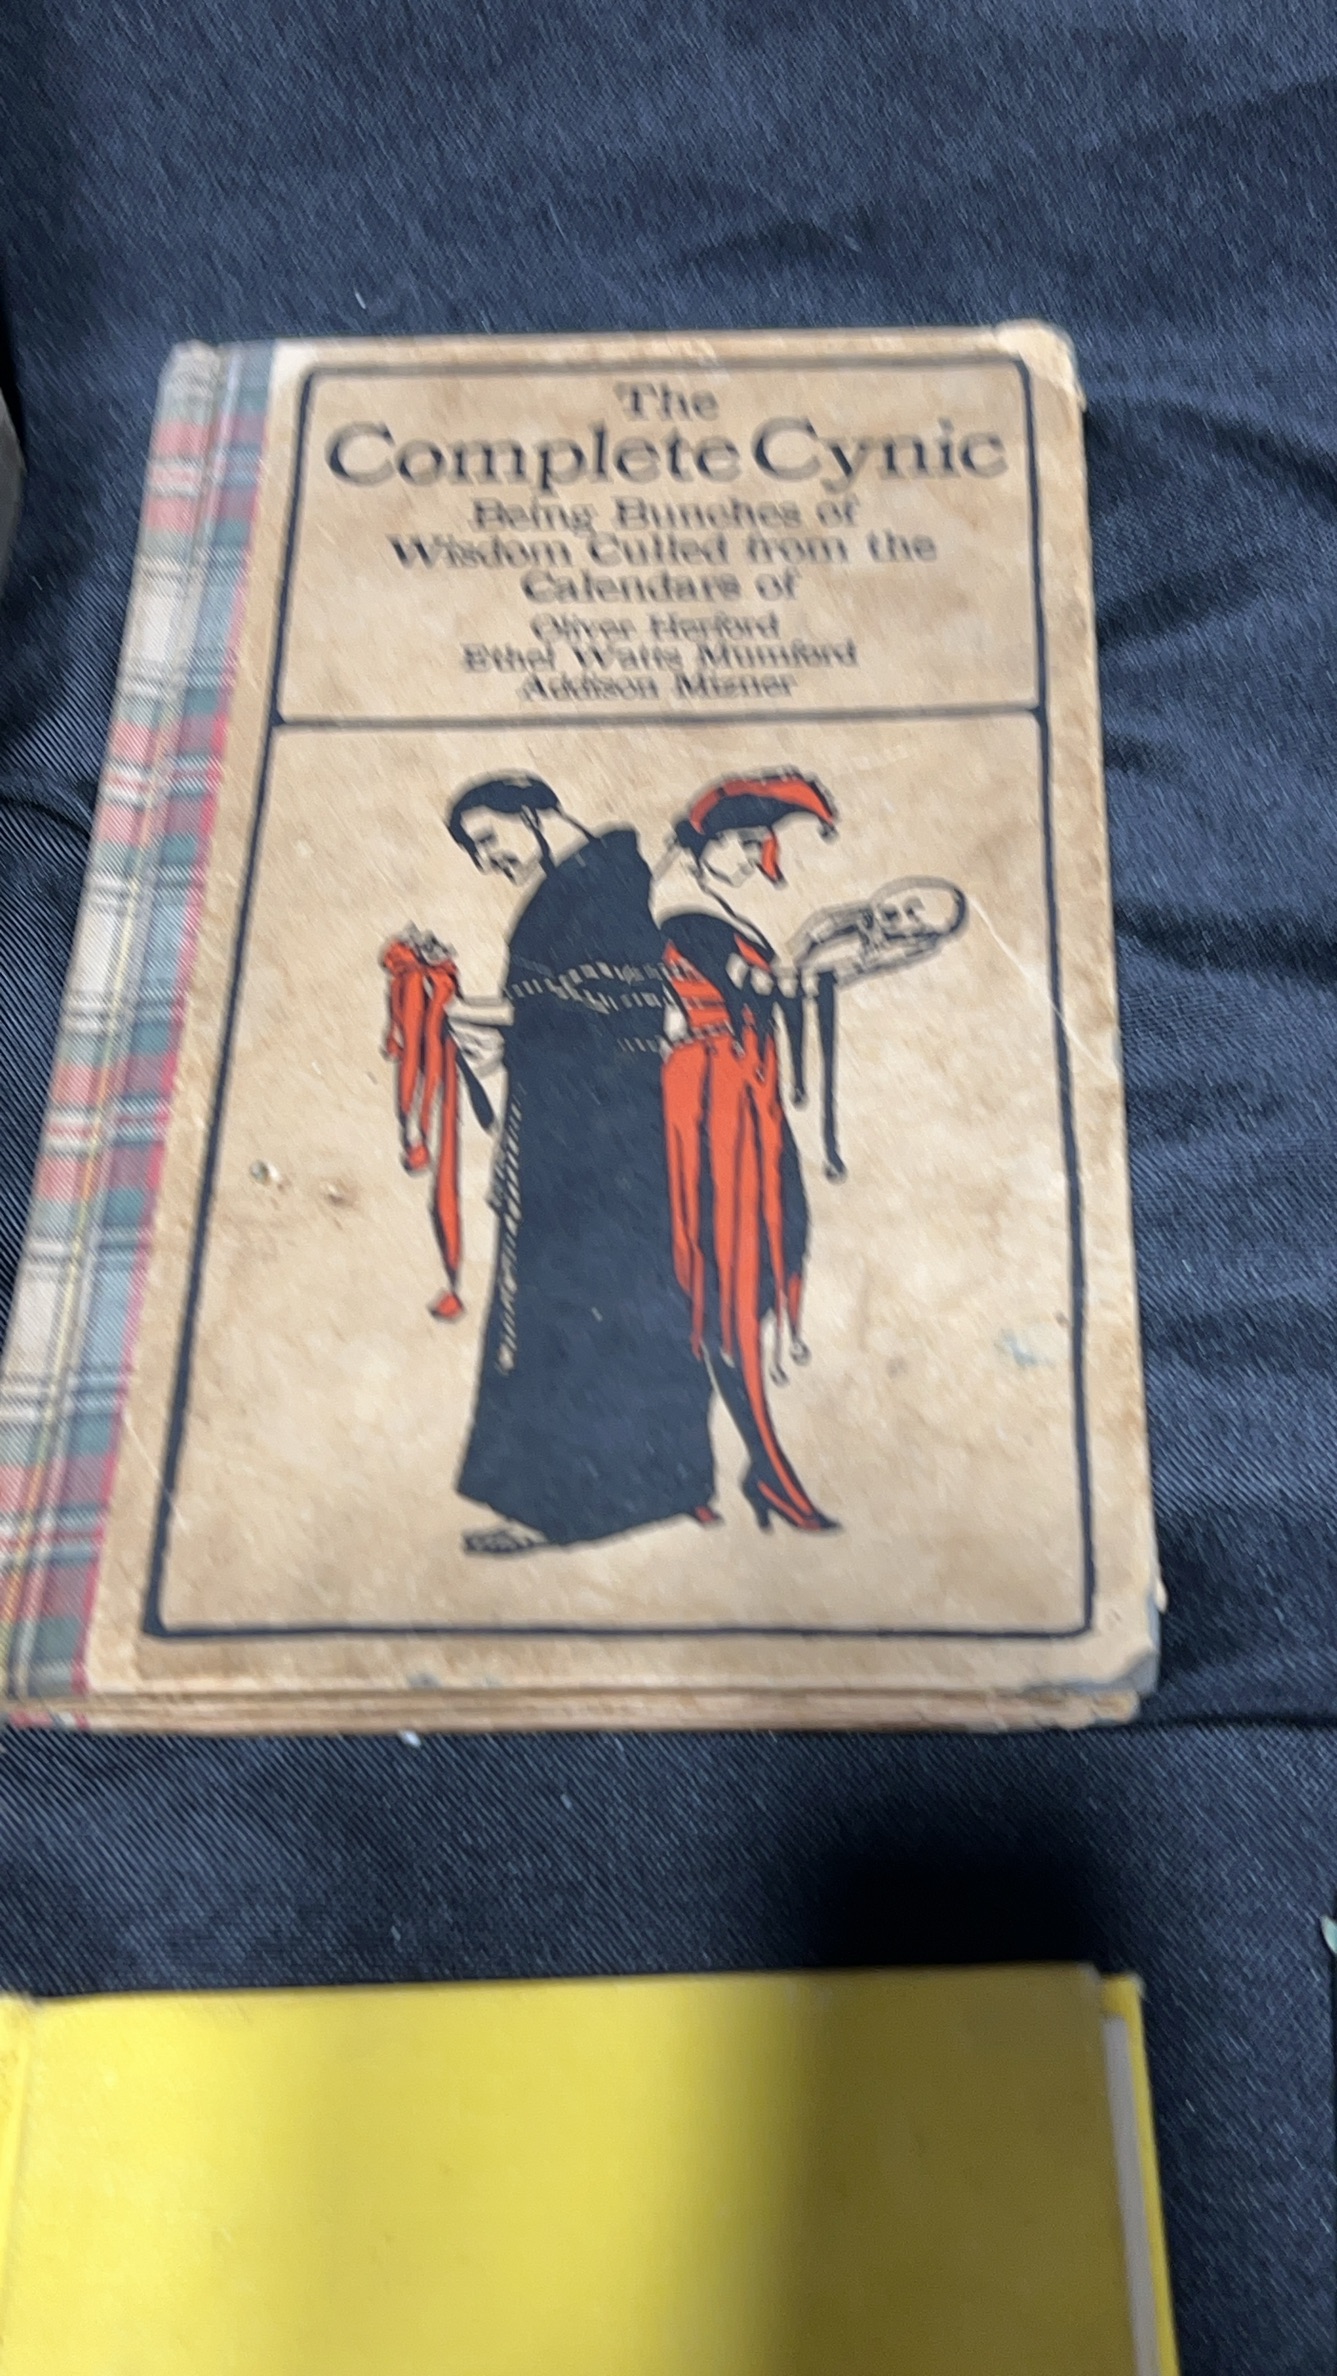 The
Complete Cynic
Being Bunches of
Wisdom Culled from the
Calendars of
Oliver Herford
Ethel Watts Mumford
Addison Mizner